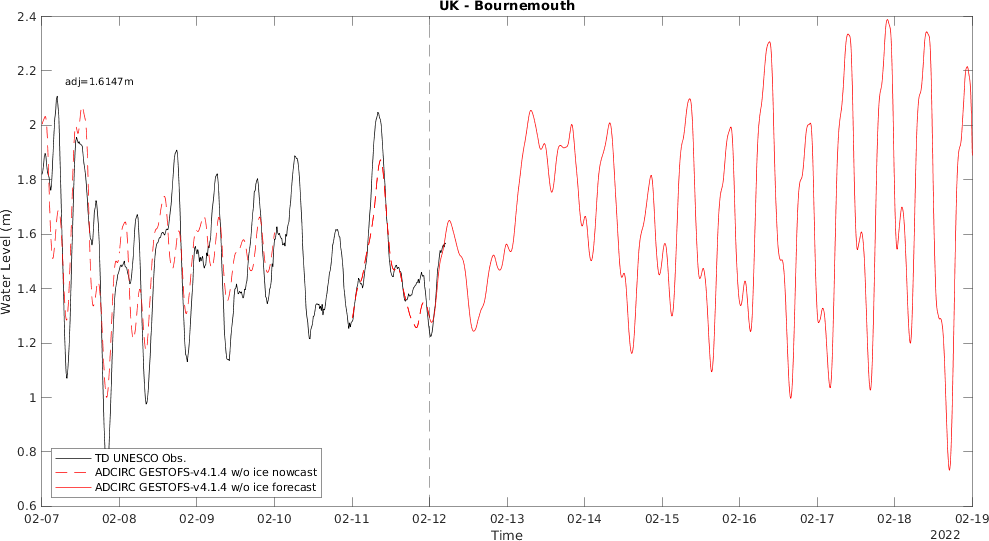 UK - Bournemouth
2.4
2.2
2
1.8
1.6
1.4
1.2
1
0.8
0.6
Water Level (m)
adj=1.6147m
TD UNESCO Obs.
ADCIRC GESTOFS-v4.1.4 w/o ice nowcast
ADCIRC GESTOFS-v4.1.4 w/o ice forecast
02-07 02-08 02-09 02-10 02-11 02-12 02-13 02-14 02-15 02-16 02-17 02-18 02-19
Time
2022